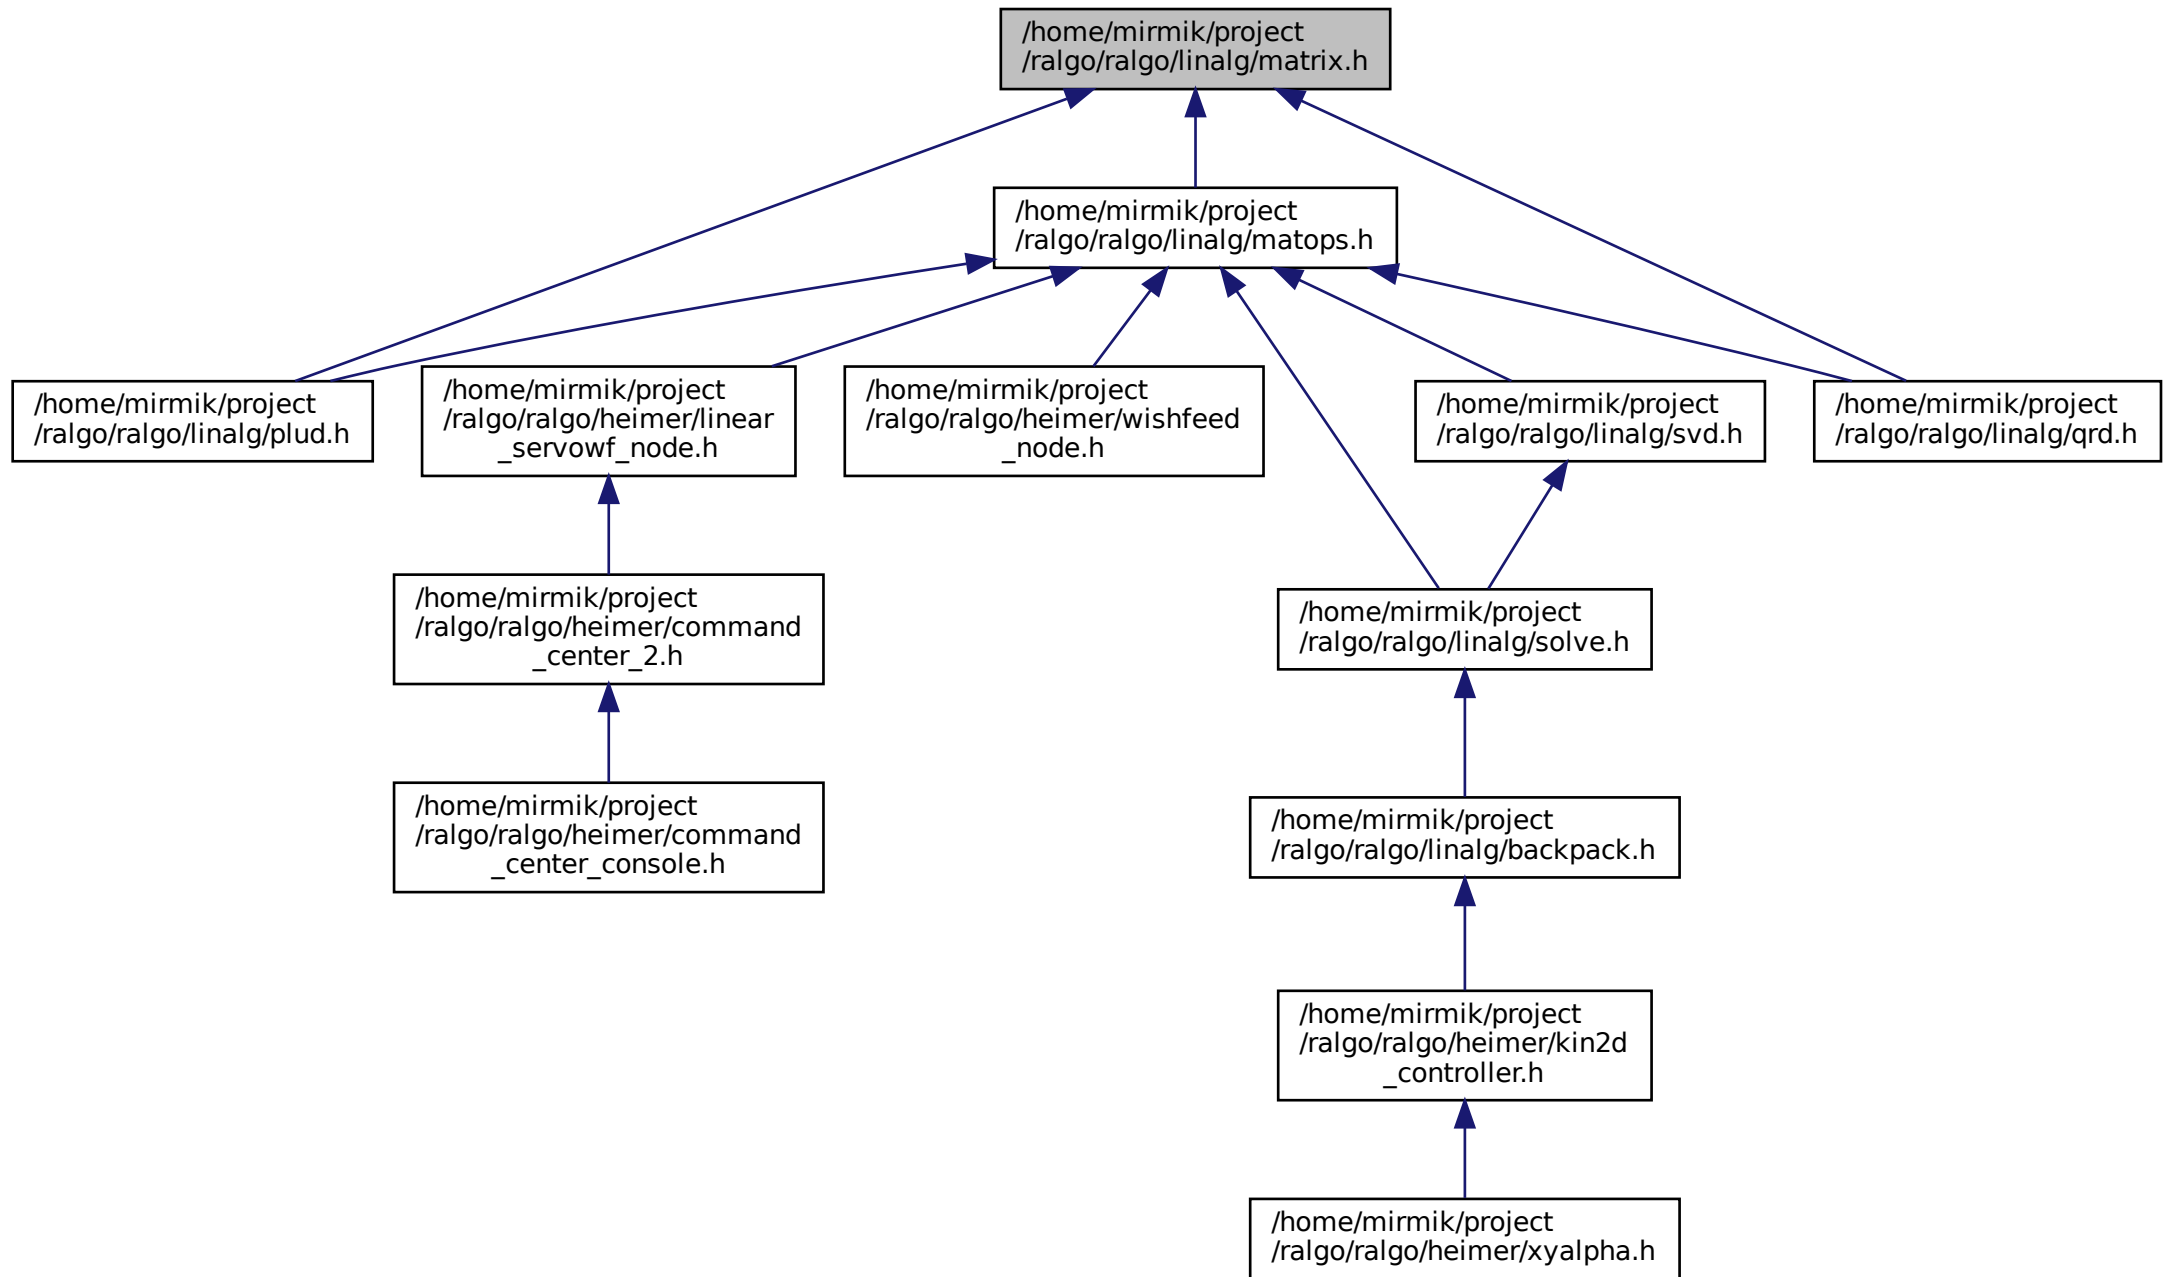 /home/mirmik/project
/ralgo/ralgo/linalg/matrix.h
/home/mirmik/project
/ralgo/ralgo/linalg/matops.h
/home/mirmik/project
/ralgo/ralgo/linalg/plud.h
/home/mirmik/project
/ralgo/ralgo/heimer/linear
_servowf_node.h
/home/mirmik/project
/ralgo/ralgo/heimer/wishfeed
_node.h
/home/mirmik/project
/ralgo/ralgo/linalg/svd.h
/home/mirmik/project
/ralgo/ralgo/linalg/qrd.h
/home/mirmik/project
/ralgo/ralgo/heimer/command
_center_2.h
/home/mirmik/project
/ralgo/ralgo/linalg/solve.h
/home/mirmik/project
/ralgo/ralgo/heimer/command
_center_console.h
/home/mirmik/project
/ralgo/ralgo/linalg/backpack.h
/home/mirmik/project
/ralgo/ralgo/heimer/kin2d
_controller.h
/home/mirmik/project
/ralgo/ralgo/heimer/xyalpha.h